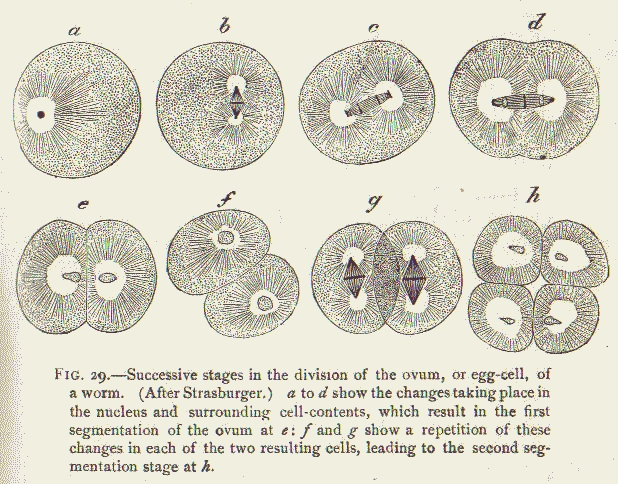 a b c d
e f g h
FIG. 29.—Successive stages in the division of the ovum, or egg-cell, of
a worm. (After Strasburger.) a to d show the changes taking place in
the nucleus and surrounding cell-contents, which result in the first
segmentation of the ovum at e: f and g show a repetition of these
changes in each of the two resulting cells, leading to the second seg-
mentation stage at h.